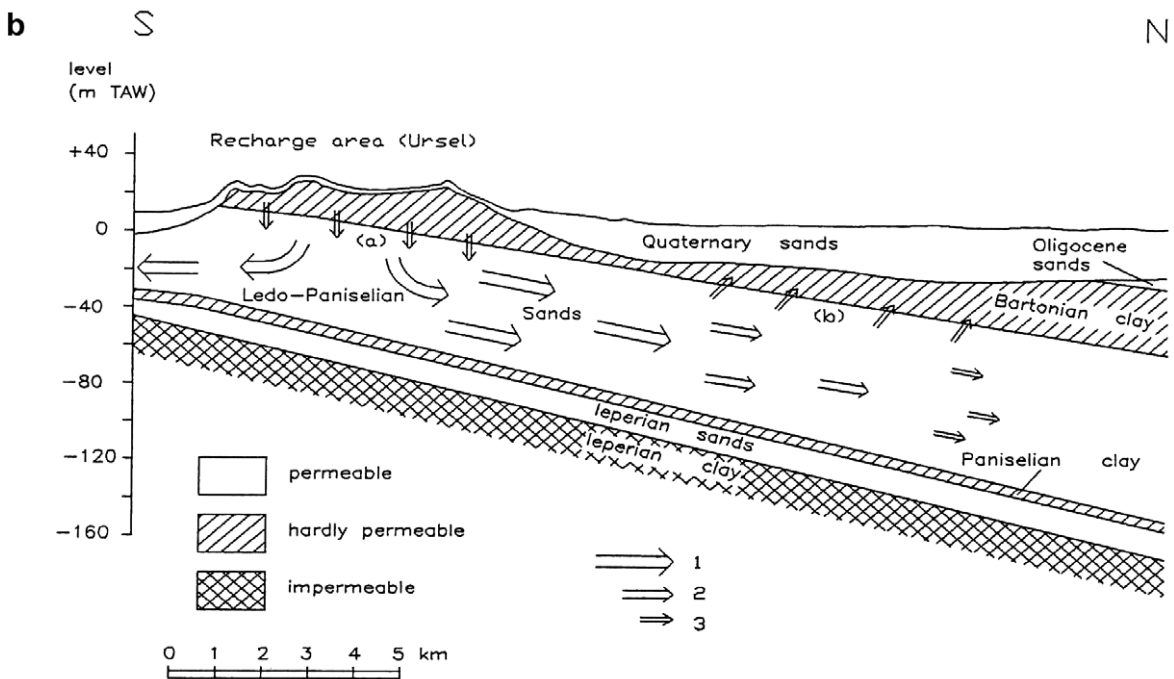 b
S
N
level
(m TAW)
Recharge area (Ursel)
+40
0
-40
-80
-120
-160
(a)
Quaternary sands
Oligocene
sands
Ledo-Paniselian
Sands
(b)
Bartonian clay
Ieperian sands
Ieperian clay
Paniselian clay
permeable
hardly permeable
impermeable
1
2
3
0 1 2 3 4 5 km